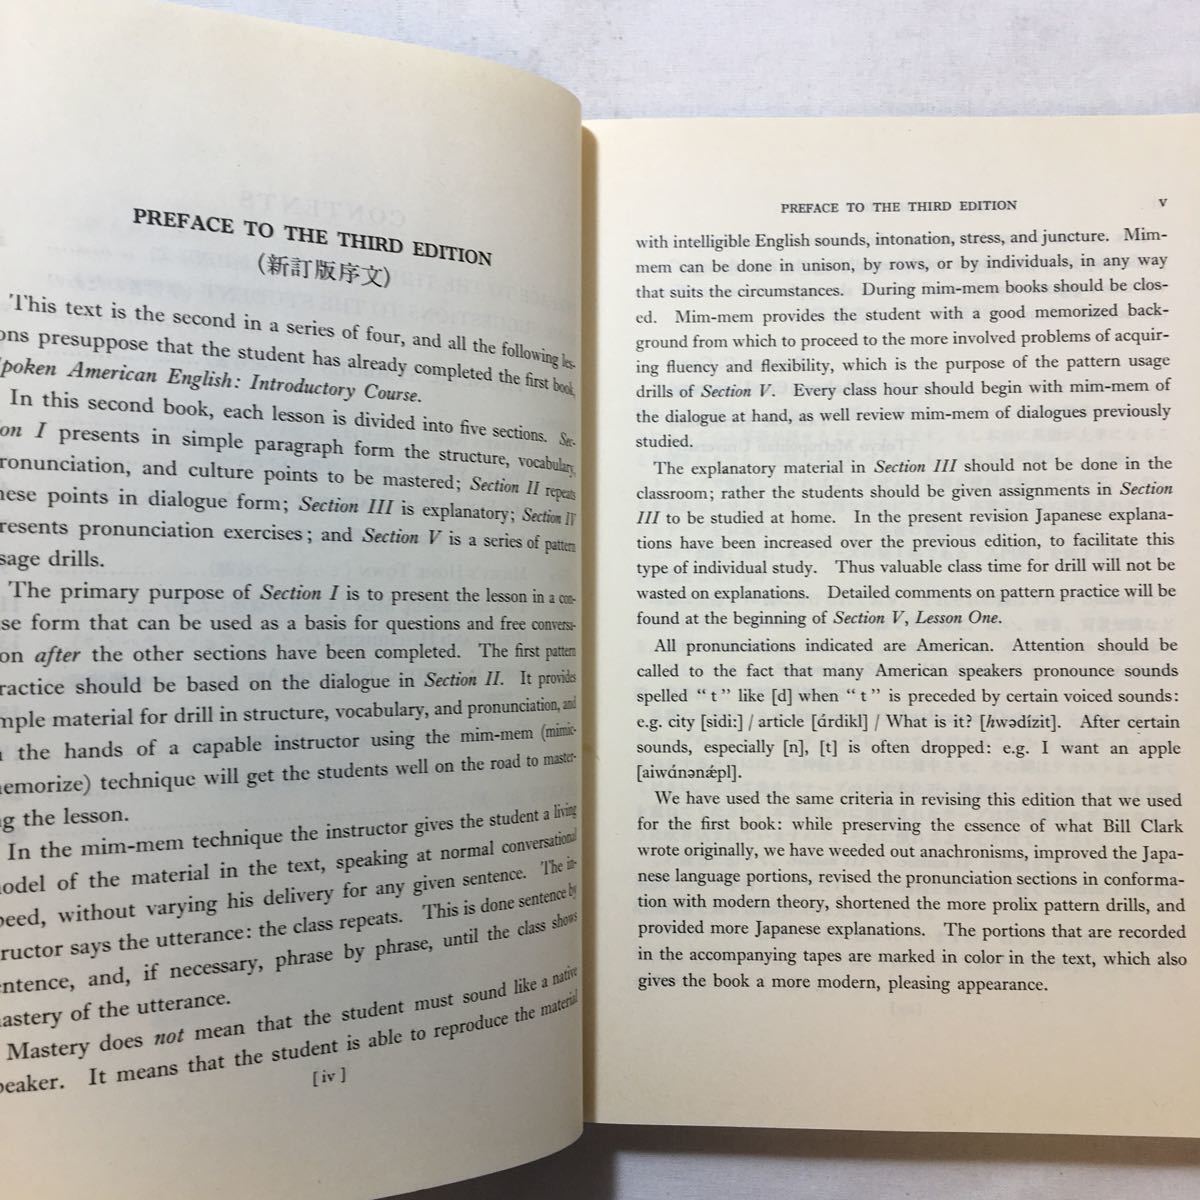 PREFACE TO THE THIRD EDITION
(新訂版序文)
This text is the second in a series of four, and all the following les-
ons presuppose that the student has already completed the first book,
poken American English: Introductory Course.
In this second book, each lesson is divided into five sections. Sec-
on I presents in simple paragraph form the structure, vocabulary,
ronunciation, and culture points to be mastered; Section II repeats
hese points in dialogue form; Section III is explanatory; Section IV
resents pronunciation exercises; and Section V is a series of pattern
sage drills.
The primary purpose of Section I is to present the lesson in a con-
se form that can be used as a basis for questions and free conversa-
on after the other sections have been completed. The first pattern
ractice should be based on the dialogue in Section II. It provides
mple material for drill in structure, vocabulary, and pronunciation, and
n the hands of a capable instructor using the mim-mem (mimic-
emorize) technique will get the students well on the road to master-
g the lesson.
In the mim-mem technique the instructor gives the student a living
odel of the material in the text, speaking at normal conversational
peed, without varying his delivery for any given sentence. The in-
ructor says the utterance: the class repeats. This is done sentence by
entence, and, if necessary, phrase by phrase, until the class shows
astery of the utterance.
Mastery does not mean that the student must sound like a native
peaker. It means that the student is able to reproduce the material
[ iv ]
PREFACE TO THE THIRD EDITION v
with intelligible English sounds, intonation, stress, and juncture. Mim-
mem can be done in unison, by rows, or by individuals, in any way
that suits the circumstances. During mim-mem books should be clos-
ed. Mim-mem provides the student with a good memorized back-
ground from which to proceed to the more involved problems of acquir-
ing fluency and flexibility, which is the purpose of the pattern usage
drills of Section V. Every class hour should begin with mim-mem of
the dialogue at hand, as well review mim-mem of dialogues previously
studied.
The explanatory material in Section III should not be done in the
classroom; rather the students should be given assignments in Section
III to be studied at home. In the present revision Japanese explana-
tions have been increased over the previous edition, to facilitate this
type of individual study. Thus valuable class time for drill will not be
wasted on explanations. Detailed comments on pattern practice will be
found at the beginning of Section V, Lesson One.
All pronunciations indicated are American. Attention should be
called to the fact that many American speakers pronounce sounds
spelled “ t ” like [d] when “ t ” is preceded by certain voiced sounds:
e.g. city [sidi:] / article [árdikl] / What is it? [hwədízit]. After certain
sounds, especially [n], [t] is often dropped: e.g. I want an apple
[aiwɑ́nənǽpl].
We have used the same criteria in revising this edition that we used
for the first book: while preserving the essence of what Bill Clark
wrote originally, we have weeded out anachronisms, improved the Japa-
nese language portions, revised the pronunciation sections in conforma-
tion with modern theory, shortened the more prolix pattern drills, and
provided more Japanese explanations. The portions that are recorded
in the accompanying tapes are marked in color in the text, which also
gives the book a more modern, pleasing appearance.